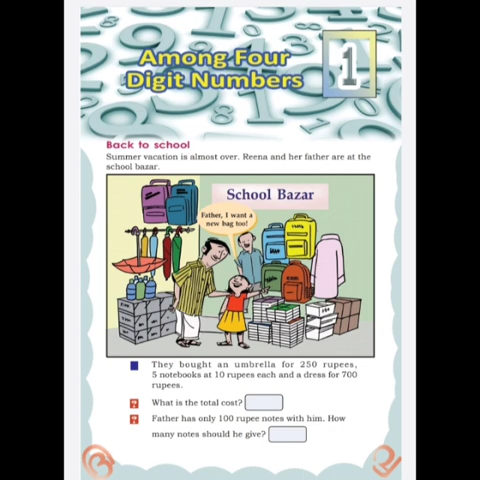 Among Four
Digit Numbers
1
Back to school
Summer vacation is almost over. Reena and her father are at the
school bazar.
School Bazar
Father, I want a
new bag too!
They bought an umbrella for 250 rupees,
5 notebooks at 10 rupees each and a dress for 700
rupees.
What is the total cost?
Father has only 100 rupee notes with him. How
many notes should he give?